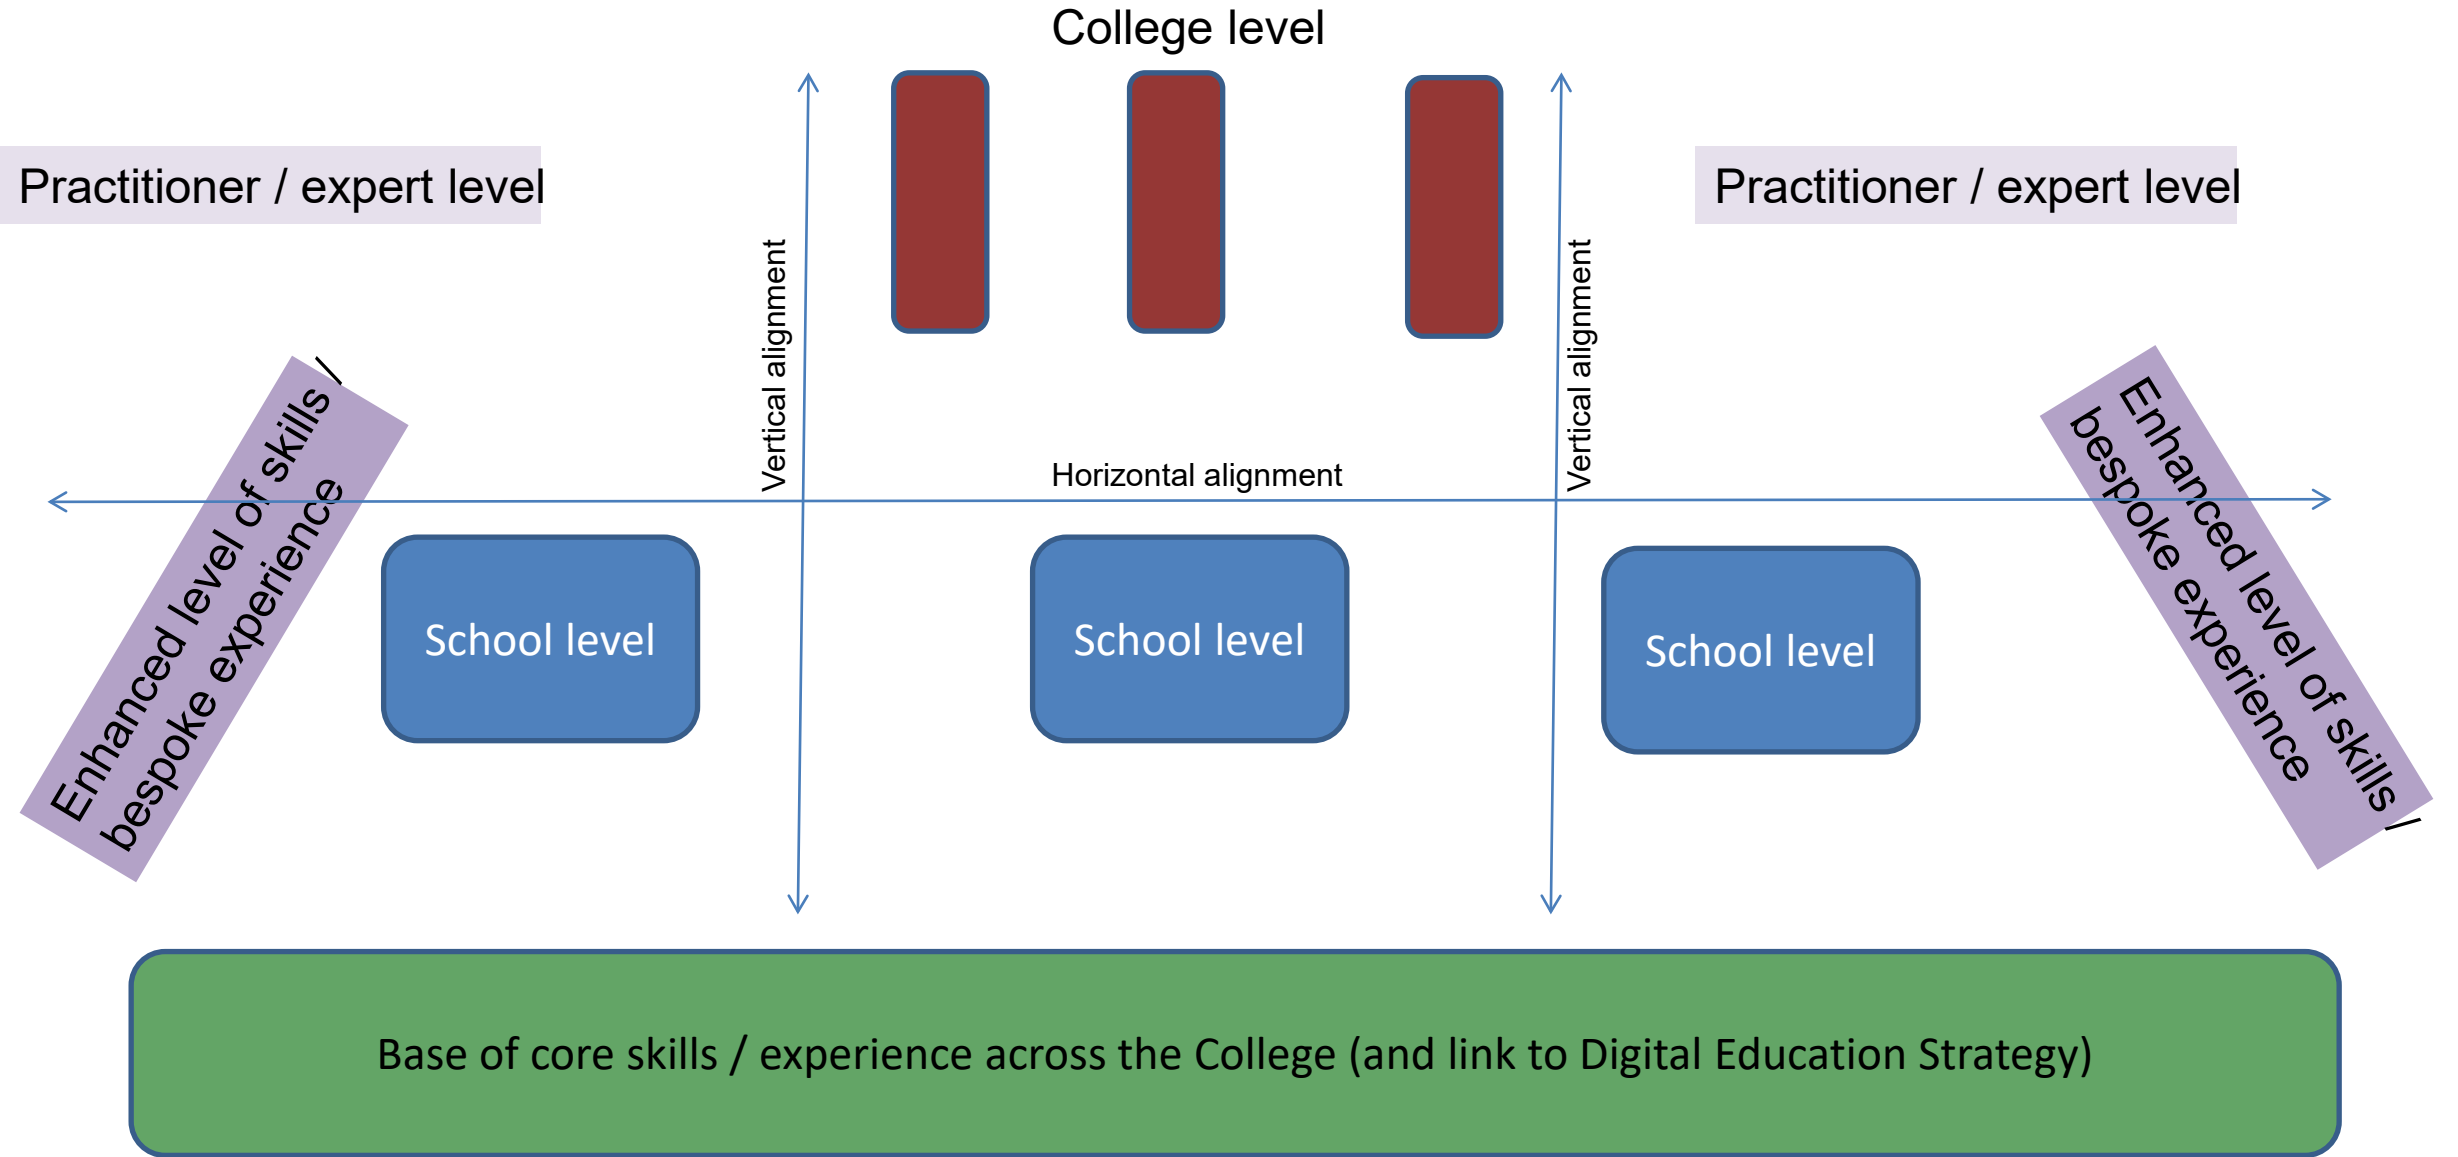 College level
Practitioner / expert level
Practitioner / expert level
Vertical alignment
Vertical alignment
Horizontal alignment
Enhanced level of skills /
bespoke experience
Enhanced level of skills /
bespoke experience
School level
School level
School level
Base of core skills / experience across the College (and link to Digital Education Strategy)